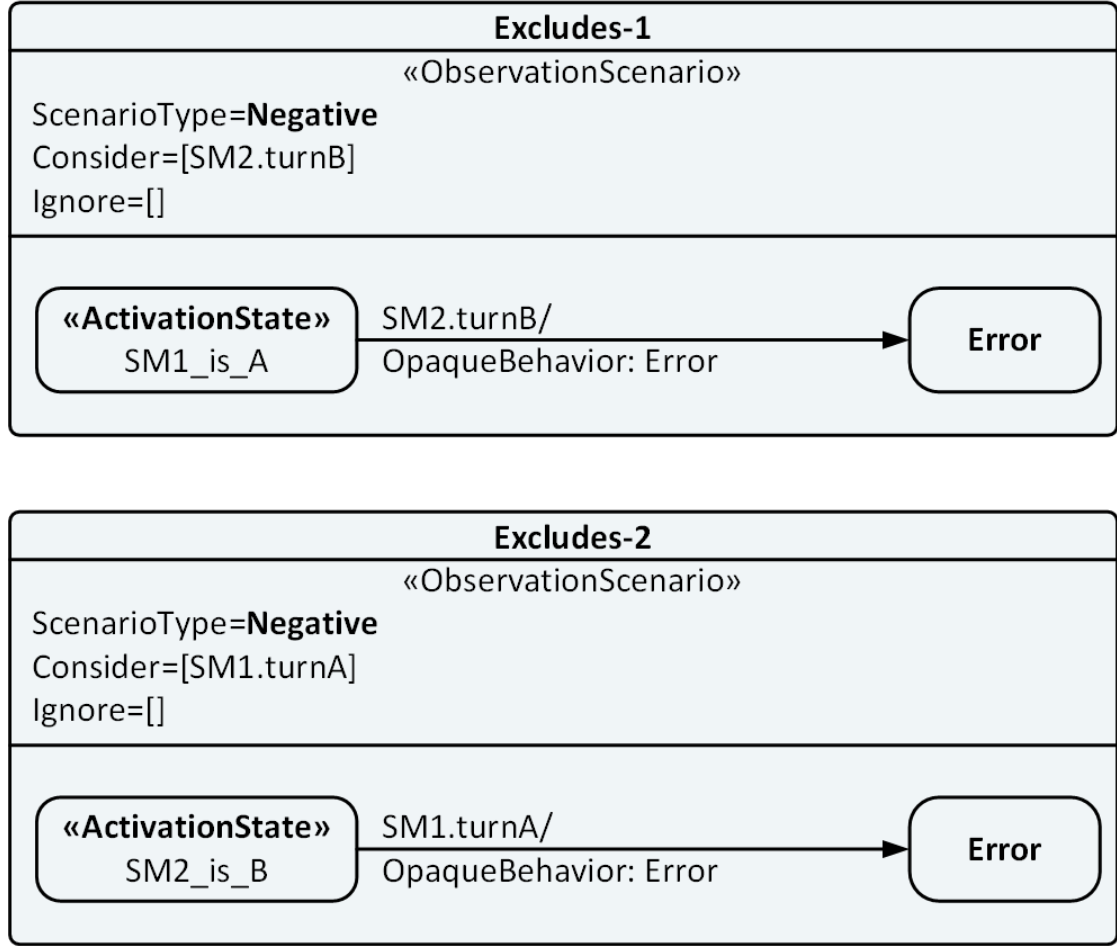 Excludes-1
«ObservationScenario»
ScenarioType=Negative
Consider=[SM2.turnB]
Ignore=[]
«ActivationState»
SM1_is_A
SM2.turnB/
OpaqueBehavior: Error
Error
Excludes-2
«ObservationScenario»
ScenarioType=Negative
Consider=[SM1.turnA]
Ignore=[]
«ActivationState»
SM2_is_B
SM1.turnA/
OpaqueBehavior: Error
Error